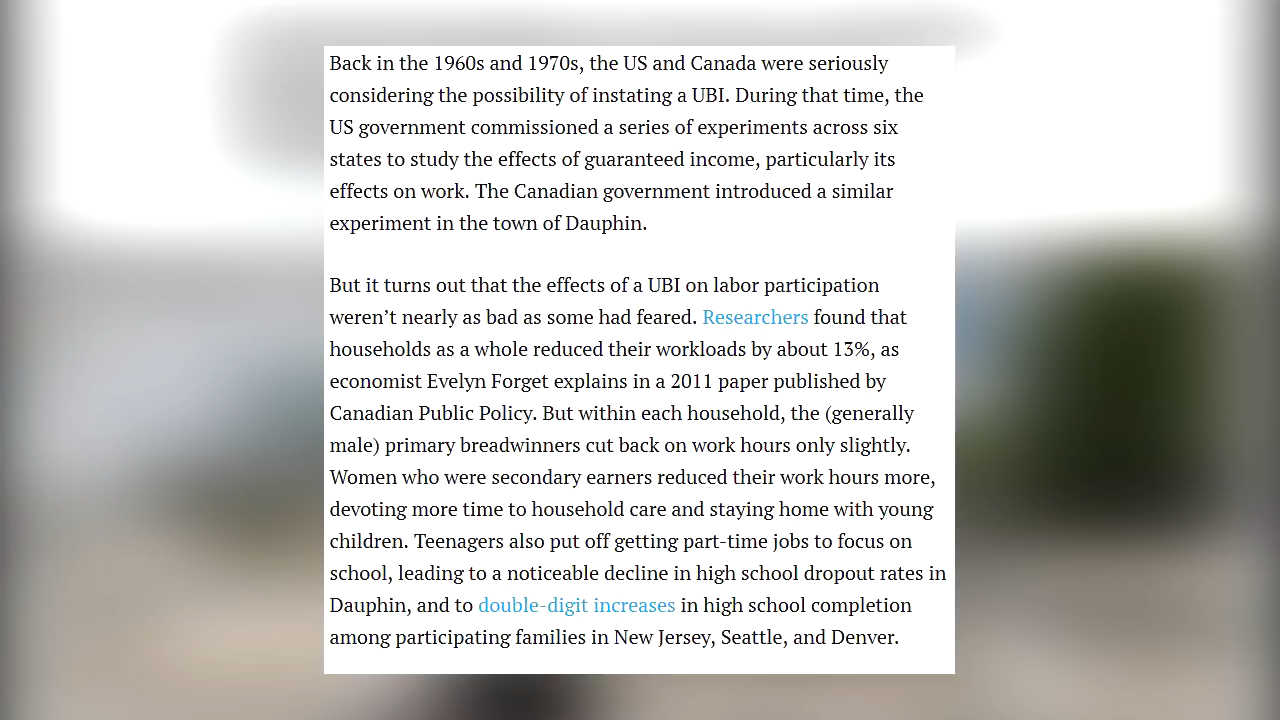 Back in the 1960s and 1970s, the US and Canada were seriously
considering the possibility of instating a UBI. During that time, the
US government commissioned a series of experiments across six
states to study the effects of guaranteed income, particularly its
effects on work. The Canadian government introduced a similar
experiment in the town of Dauphin.
But it turns out that the effects of a UBI on labor participation
weren’t nearly as bad as some had feared. Researchers found that
households as a whole reduced their workloads by about 13%, as
economist Evelyn Forget explains in a 2011 paper published by
Canadian Public Policy. But within each household, the (generally
male) primary breadwinners cut back on work hours only slightly.
Women who were secondary earners reduced their work hours more,
devoting more time to household care and staying home with young
children. Teenagers also put off getting part-time jobs to focus on
school, leading to a noticeable decline in high school dropout rates in
Dauphin, and to double-digit increases in high school completion
among participating families in New Jersey, Seattle, and Denver.